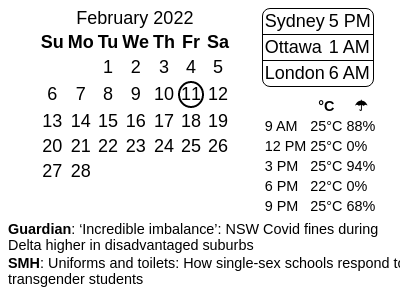 February 2022
Su Mo Tu We Th Fr Sa
1 2 3 4 5
6 7 8 9 10 11 12
13 14 15 16 17 18 19
20 21 22 23 24 25 26
27 28
Sydney 5 PM
Ottawa 1 AM
London 6 AM
°C ☂
9 AM 25°C 88%
12 PM 25°C 0%
3 PM 25°C 94%
6 PM 22°C 0%
9 PM 25°C 68%
Guardian: ‘Incredible imbalance’: NSW Covid fines during
Delta higher in disadvantaged suburbs
SMH: Uniforms and toilets: How single-sex schools respond to
transgender students